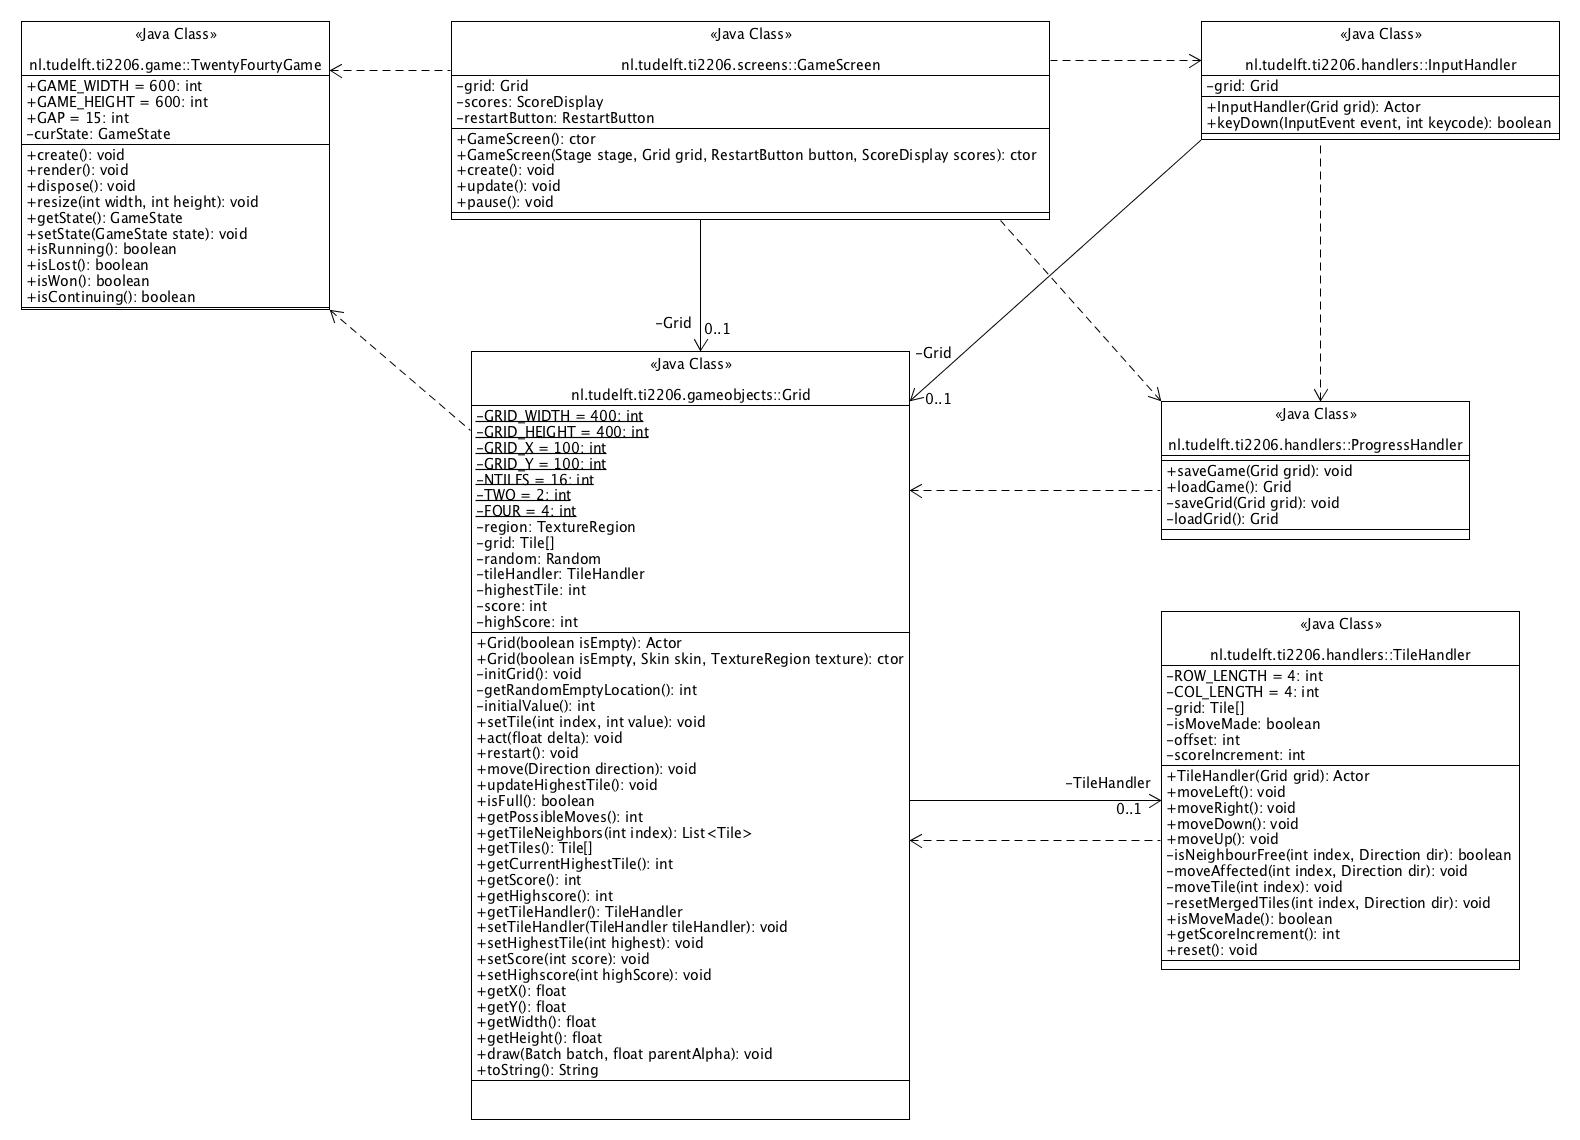 «Java Class»
nl.tudelft.ti2206.game::TwentyFourtyGame
+GAME_WIDTH = 600: int
+GAME_HEIGHT = 600: int
+GAP = 15: int
–curState: GameState
+create(): void
+render(): void
+dispose(): void
+resize(int width, int height): void
+getState(): GameState
+setState(GameState state): void
+isRunning(): boolean
+isLost(): boolean
+isWon(): boolean
+isContinuing(): boolean
«Java Class»
nl.tudelft.ti2206.screens::GameScreen
–grid: Grid
–scores: ScoreDisplay
–restartButton: RestartButton
+GameScreen(): ctor
+GameScreen(Stage stage, Grid grid, RestartButton button, ScoreDisplay scores): ctor
+create(): void
+update(): void
+pause(): void
«Java Class»
nl.tudelft.ti2206.handlers::InputHandler
–grid: Grid
+InputHandler(Grid grid): Actor
+keyDown(InputEvent event, int keycode): boolean
–Grid
0..1
–Grid
0..1
«Java Class»
nl.tudelft.ti2206.gameobjects::Grid
–GRID_WIDTH = 400: int
–GRID_HEIGHT = 400: int
–GRID_X = 100: int
–GRID_Y = 100: int
–NTILES = 16: int
–TWO = 2: int
–FOUR = 4: int
–region: TextureRegion
–grid: Tile[]
–random: Random
–tileHandler: TileHandler
–highestTile: int
–score: int
–highScore: int
+Grid(boolean isEmpty): Actor
+Grid(boolean isEmpty, Skin skin, TextureRegion texture): ctor
–initGrid(): void
–getRandomEmptyLocation(): int
–initialValue(): int
+setTile(int index, int value): void
+act(float delta): void
+restart(): void
+move(Direction direction): void
+updateHighestTile(): void
+isFull(): boolean
+getPossibleMoves(): int
+getTileNeighbors(int index): List<Tile>
+getTiles(): Tile[]
+getCurrentHighestTile(): int
+getScore(): int
+getHighscore(): int
+getTileHandler(): TileHandler
+setTileHandler(TileHandler tileHandler): void
+setHighestTile(int highest): void
+setScore(int score): void
+setHighscore(int highScore): void
+getX(): float
+getY(): float
+getWidth(): float
+getHeight(): float
+draw(Batch batch, float parentAlpha): void
+toString(): String
«Java Class»
nl.tudelft.ti2206.handlers::ProgressHandler
+saveGame(Grid grid): void
+loadGame(): Grid
–saveGrid(Grid grid): void
–loadGrid(): Grid
–TileHandler
0..1
«Java Class»
nl.tudelft.ti2206.handlers::TileHandler
–ROW_LENGTH = 4: int
–COL_LENGTH = 4: int
–grid: Tile[]
–isMoveMade: boolean
–offset: int
–scoreIncrement: int
+TileHandler(Grid grid): Actor
+moveLeft(): void
+moveRight(): void
+moveDown(): void
+moveUp(): void
–isNeighbourFree(int index, Direction dir): boolean
–moveAffected(int index, Direction dir): void
–moveTile(int index): void
–resetMergedTiles(int index, Direction dir): void
+isMoveMade(): boolean
+getScoreIncrement(): int
+reset(): void